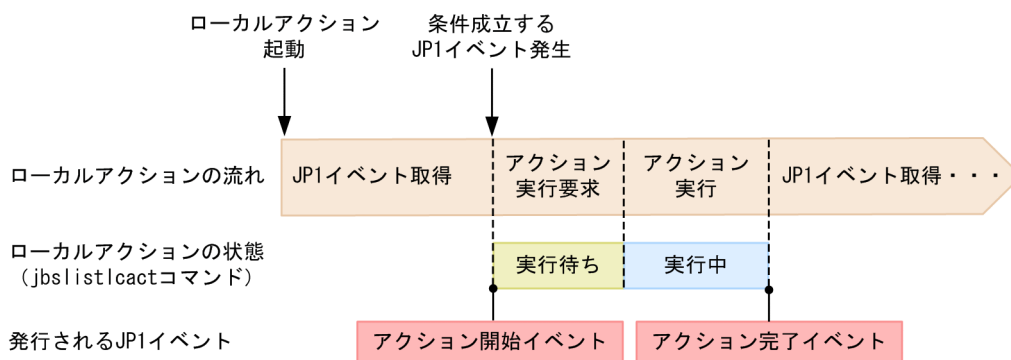 ローカルアクション
起動
条件成立する
JP1イベント発生
ローカルアクションの流れ
JP1イベント取得
アクション
実行要求
アクション
実行
JP1イベント取得・・・
ローカルアクションの状態
（jbslistlcactコマンド）
実行待ち
実行中
発行されるJP1イベント
アクション開始イベント
アクション完了イベント